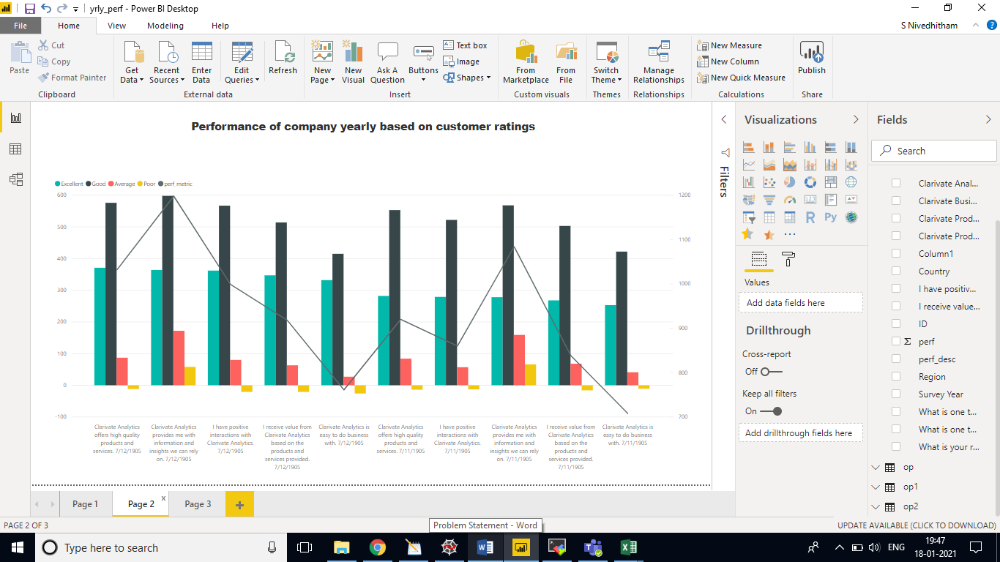 yrly_perf - Power BI Desktop
File Home View Modeling Help
S Nivedhitham
Paste
Cut
Copy
Format Painter
Clipboard
Get Data
Recent Sources
Enter Data
Edit Queries
Refresh
External data
New Page
New Visual
Ask A Question
Buttons
Text box
Image
Shapes
Insert
From Marketplace
From File
Custom visuals
Switch Theme
Themes
Manage Relationships
Relationships
New Measure
New Column
New Quick Measure
Calculations
Publish
Share
Performance of company yearly based on customer ratings
Excellent Good Average Poor perf_metric
600
500
400
300
200
100
0
-100
1200
1100
1000
900
800
700
Clarivate Analytics
offers high quality
products and
services. 7/12/1905
Clarivate Analytics
provides me with
information and
insights we can rely
on. 7/12/1905
I have positive
interactions with
Clarivate Analytics.
7/12/1905
I receive value from
Clarivate Analytics
based on the
products and
services provided.
7/12/1905
Clarivate Analytics is
easy to do business
with. 7/12/1905
Clarivate Analytics
offers high quality
products and
services. 7/11/1905
I have positive
interactions with
Clarivate Analytics.
7/11/1905
Clarivate Analytics
provides me with
information and
insights we can rely
on. 7/11/1905
I receive value from
Clarivate Analytics
based on the
products and
services provided.
7/11/1905
Clarivate Analytics is
easy to do business
with. 7/11/1905
Filters
Visualizations
R Py
123
Values
Add data fields here
Drillthrough
Cross-report
Off
Keep all filters
On
Add drillthrough fields here
Fields
Search
Clarivate Anal...
Clarivate Busi...
Clarivate Prod...
Clarivate Prod...
Column1
Country
I have positiv...
I receive value...
ID
Σ perf
perf_desc
Region
Survey Year
What is one t...
What is one t...
What is your r...
op
op1
op2
Page 1 Page 2 x Page 3 +
PAGE 2 OF 3
Problem Statement - Word
UPDATE AVAILABLE (CLICK TO DOWNLOAD)
Type here to search
ENG
19:47
18-01-2021